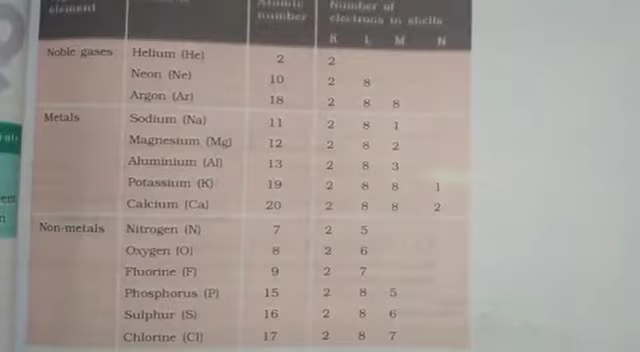 element Atomic number Number of electrons in shells
K L M N
Noble gases Helium (He) 2 2
Neon (Ne) 10 2 8
Argon (Ar) 18 2 8 8
Metals Sodium (Na) 11 2 8 1
Magnesium (Mg) 12 2 8 2
Aluminium (Al) 13 2 8 3
Potassium (K) 19 2 8 8 1
Calcium (Ca) 20 2 8 8 2
Non-metals Nitrogen (N) 7 2 5
Oxygen (O) 8 2 6
Fluorine (F) 9 2 7
Phosphorus (P) 15 2 8 5
Sulphur (S) 16 2 8 6
Chlorine (Cl) 17 2 8 7